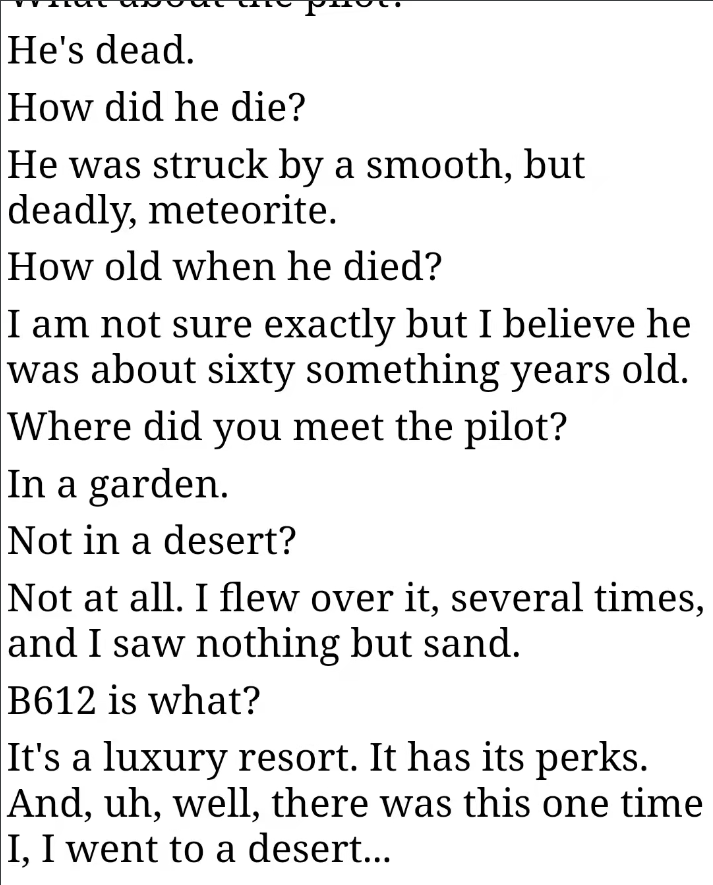 What about the pilot?
He's dead.
How did he die?
He was struck by a smooth, but
deadly, meteorite.
How old when he died?
I am not sure exactly but I believe he
was about sixty something years old.
Where did you meet the pilot?
In a garden.
Not in a desert?
Not at all. I flew over it, several times,
and I saw nothing but sand.
B612 is what?
It's a luxury resort. It has its perks.
And, uh, well, there was this one time
I, I went to a desert...